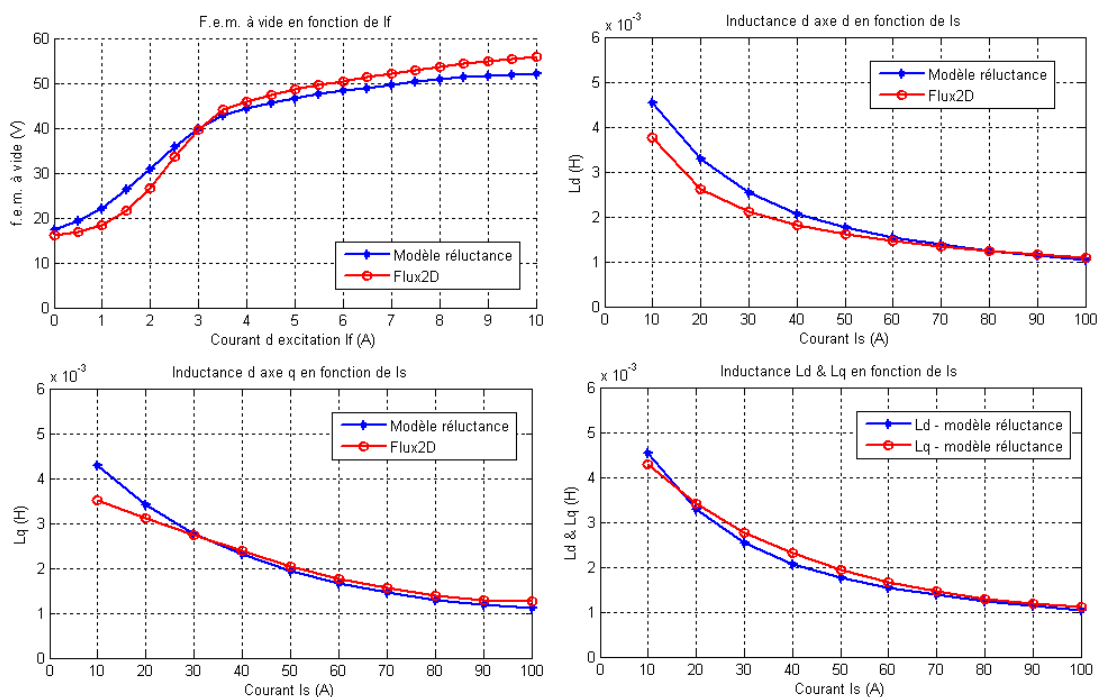 F.e.m. à vide en fonction de If
60
50
40
30
20
10
0
f.e.m. à vide (V)
0 1 2 3 4 5 6 7 8 9 10
Courant d excitation If (A)
Modèle réluctance
Flux2D
Inductance d axe d en fonction de Is
x 10⁻³
6
5
4
3
2
1
0
Ld (H)
0 10 20 30 40 50 60 70 80 90 100
Courant Is (A)
Modèle réluctance
Flux2D
Inductance d axe q en fonction de Is
x 10⁻³
6
5
4
3
2
1
0
Lq (H)
0 10 20 30 40 50 60 70 80 90 100
Courant Is (A)
Modèle réluctance
Flux2D
Inductance Ld & Lq en fonction de Is
x 10⁻³
6
5
4
3
2
1
0
Ld & Lq (H)
0 10 20 30 40 50 60 70 80 90 100
Courant Is (A)
Ld - modèle réluctance
Lq - modèle réluctance